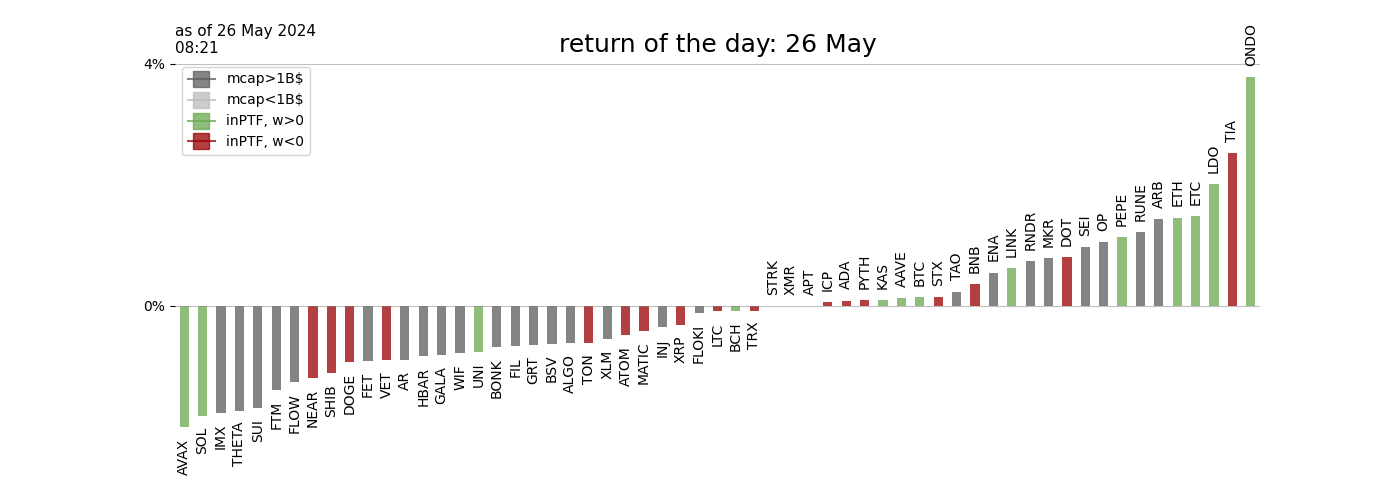 as of 26 May 2024
08:21
return of the day: 26 May
4%
0%
mcap>1B$
mcap<1B$
inPTF, w>0
inPTF, w<0
AVAX
SOL
IMX
THETA
SUI
FTM
FLOW
NEAR
SHIB
DOGE
FET
VET
AR
HBAR
GALA
WIF
UNI
BONK
FIL
GRT
BSV
ALGO
TON
XLM
ATOM
MATIC
INJ
XRP
FLOKI
LTC
BCH
TRX
STRK
XMR
APT
ICP
ADA
PYTH
KAS
AAVE
BTC
STX
TAO
BNB
ENA
LINK
RNDR
MKR
DOT
SEI
OP
PEPE
RUNE
ARB
ETH
ETC
LDO
TIA
ONDO